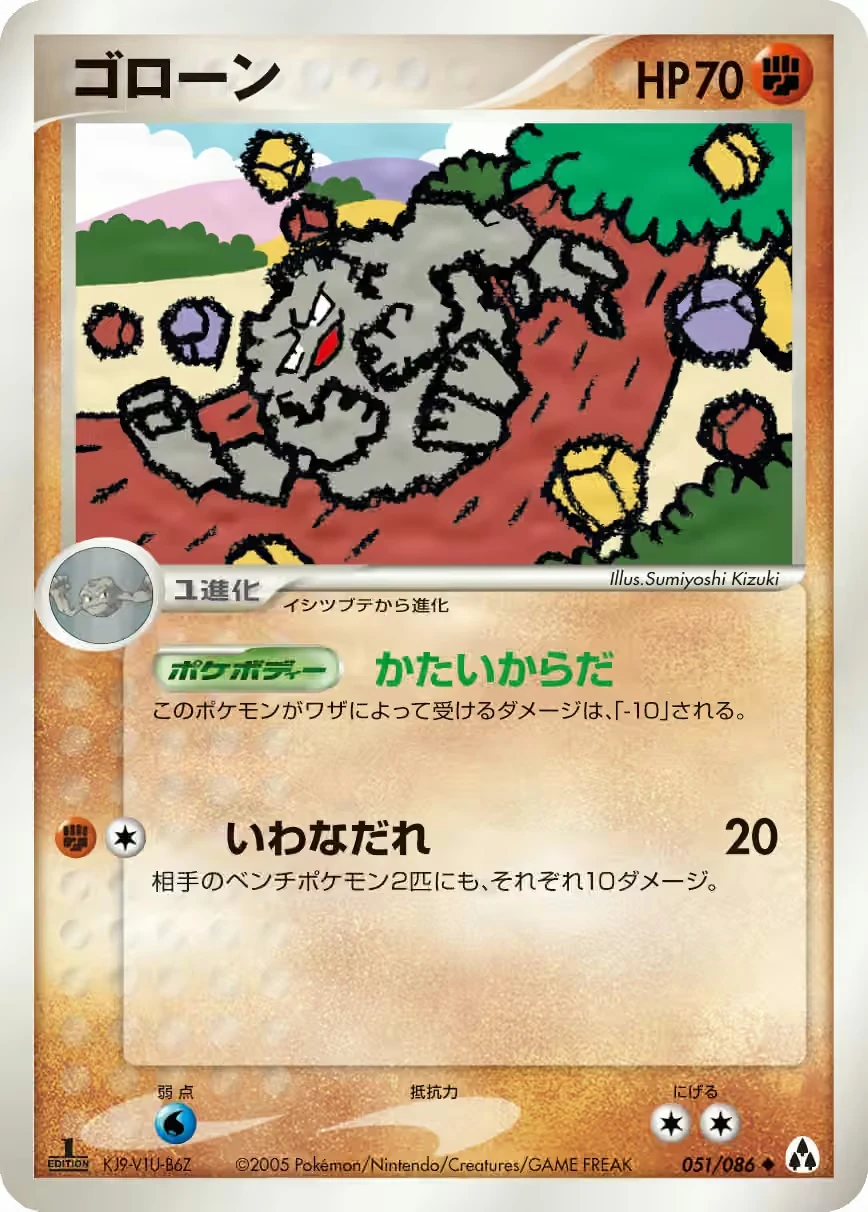 ゴローン
HP70
Illus.Sumiyoshi Kizuki
1進化
イシツブテから進化
ポケボディー かたいからだ
このポケモンがワザによって受けるダメージは、「-10」される。
いわなだれ 20
相手のベンチポケモン2匹にも、それぞれ10ダメージ。
弱点 抵抗力 にげる
1 EDITION KJ9-V1U-B6Z ©2005 Pokémon/Nintendo/Creatures/GAME FREAK 051/086